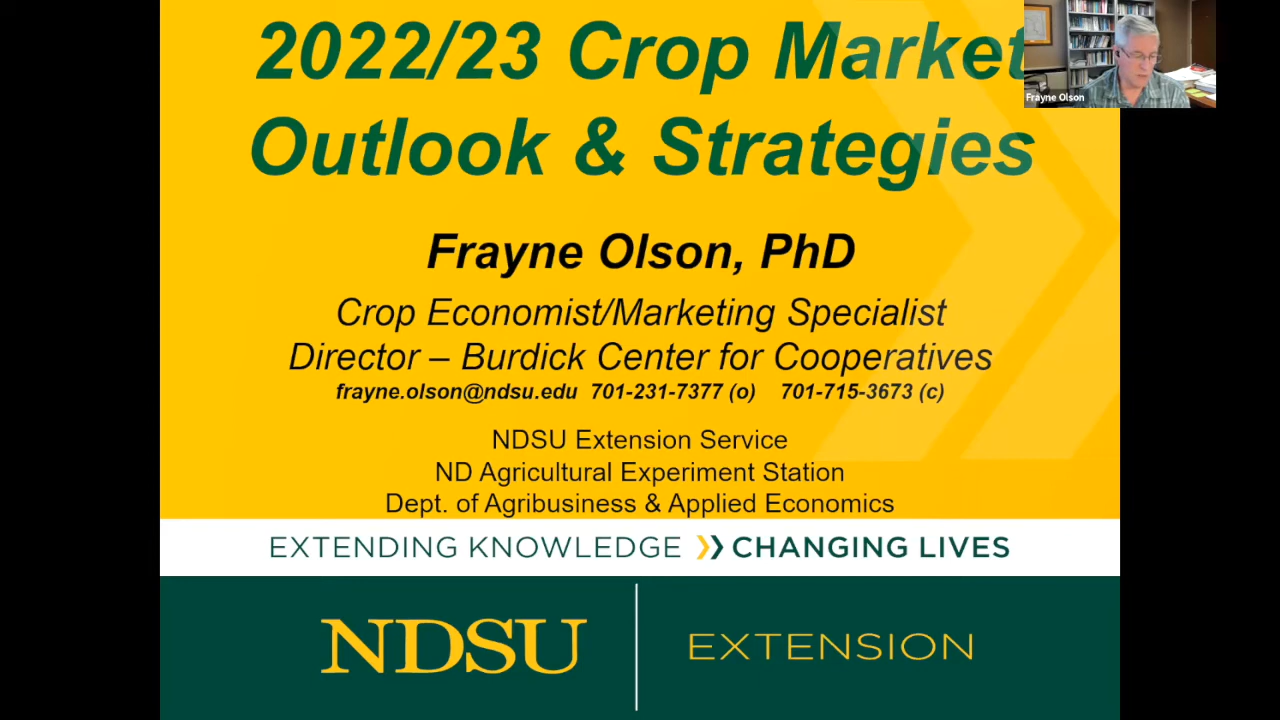 2022/23 Crop Market
Outlook & Strategies
Frayne Olson
Frayne Olson, PhD
Crop Economist/Marketing Specialist
Director – Burdick Center for Cooperatives
frayne.olson@ndsu.edu 701-231-7377 (o) 701-715-3673 (c)
NDSU Extension Service
ND Agricultural Experiment Station
Dept. of Agribusiness & Applied Economics
EXTENDING KNOWLEDGE CHANGING LIVES
NDSU EXTENSION